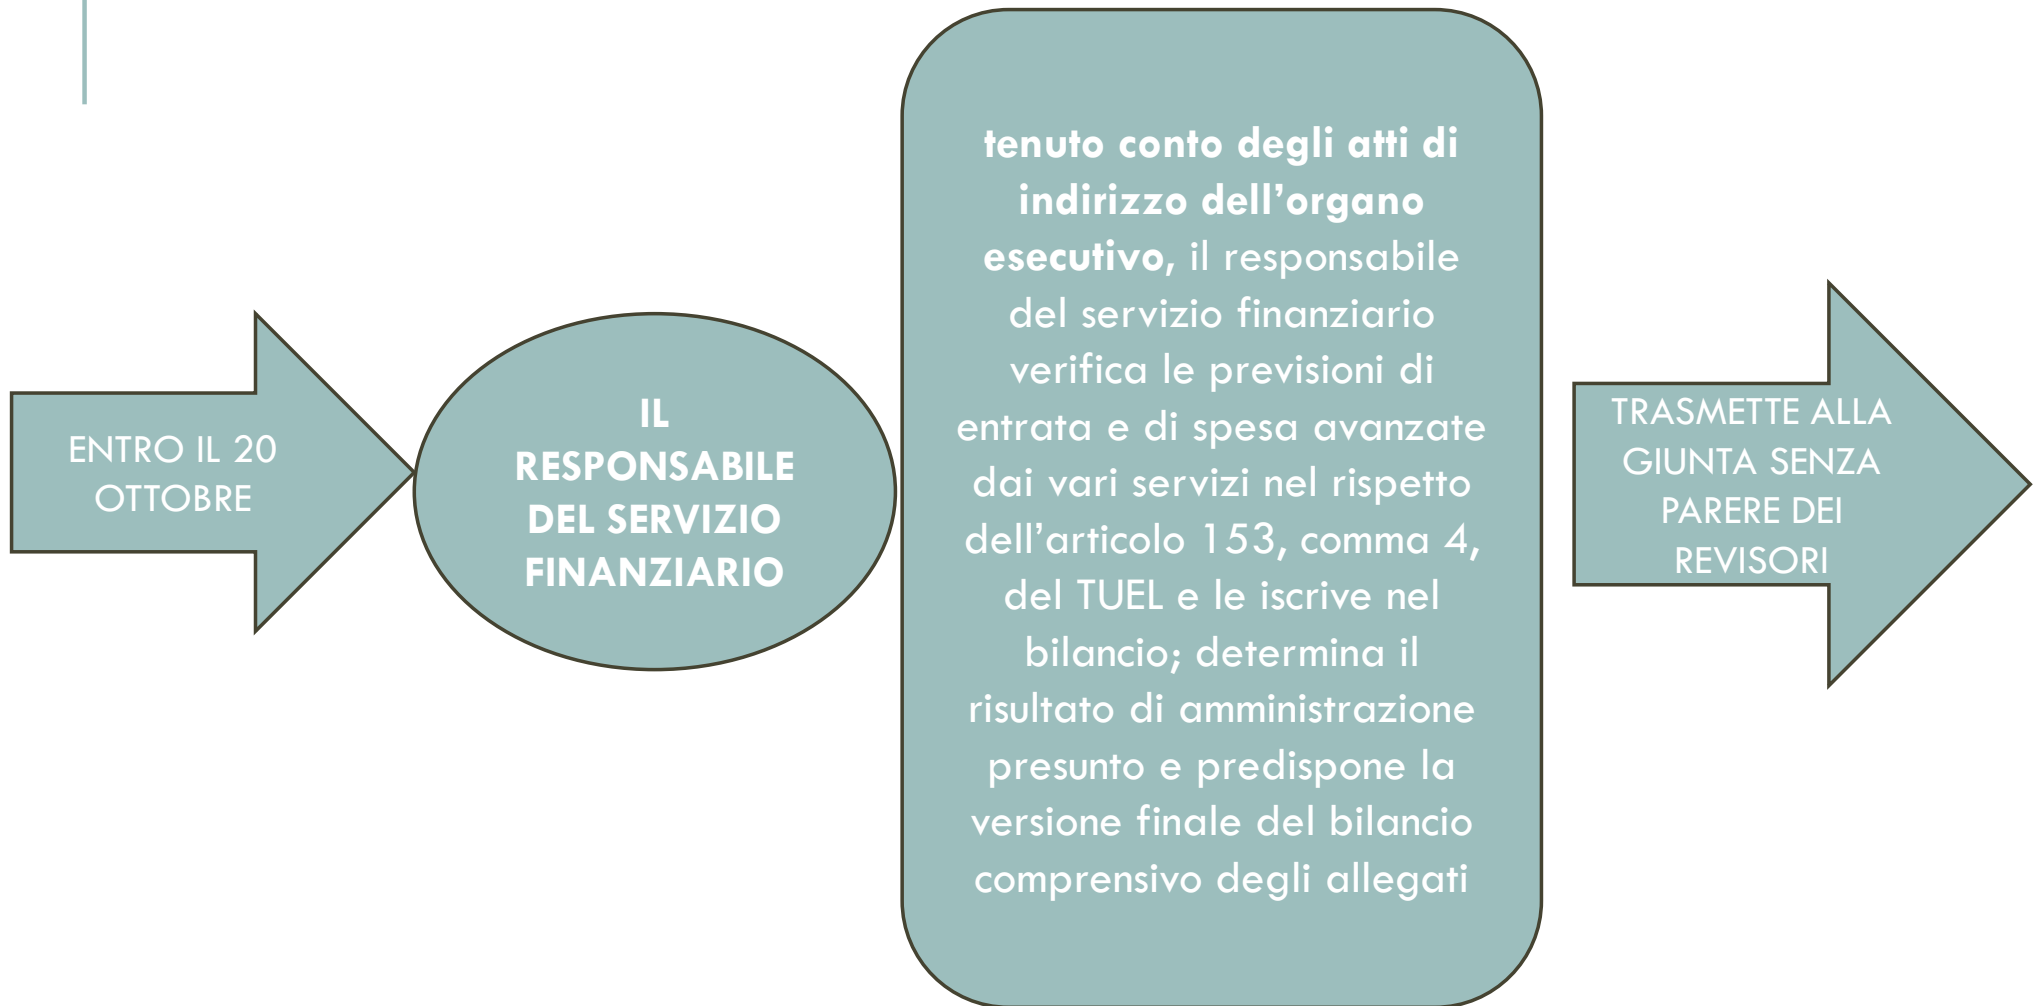 ENTRO IL 20
OTTOBRE
IL
RESPONSABILE
DEL SERVIZIO
FINANZIARIO
tenuto conto degli atti di
indirizzo dell’organo
esecutivo, il responsabile
del servizio finanziario
verifica le previsioni di
entrata e di spesa avanzate
dai vari servizi nel rispetto
dell’articolo 153, comma 4,
del TUEL e le iscrive nel
bilancio; determina il
risultato di amministrazione
presunto e predispone la
versione finale del bilancio
comprensivo degli allegati
TRASMETTE ALLA
GIUNTA SENZA
PARERE DEI
REVISORI